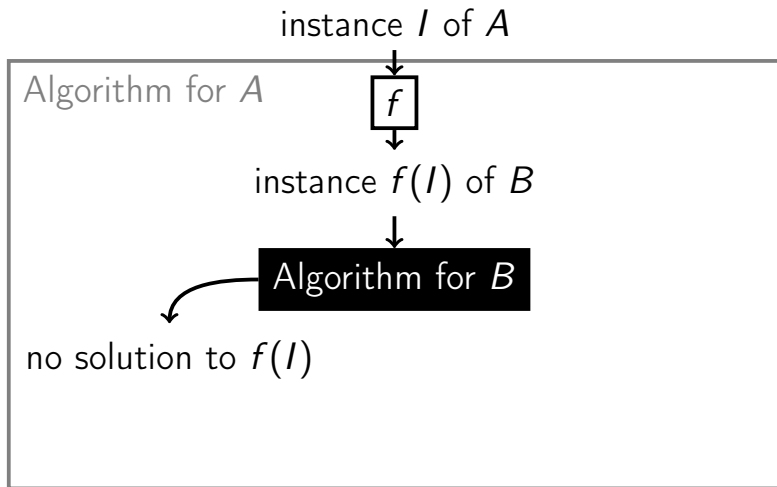 instance I of A
Algorithm for A
f
instance f(I) of B
Algorithm for B
no solution to f(I)